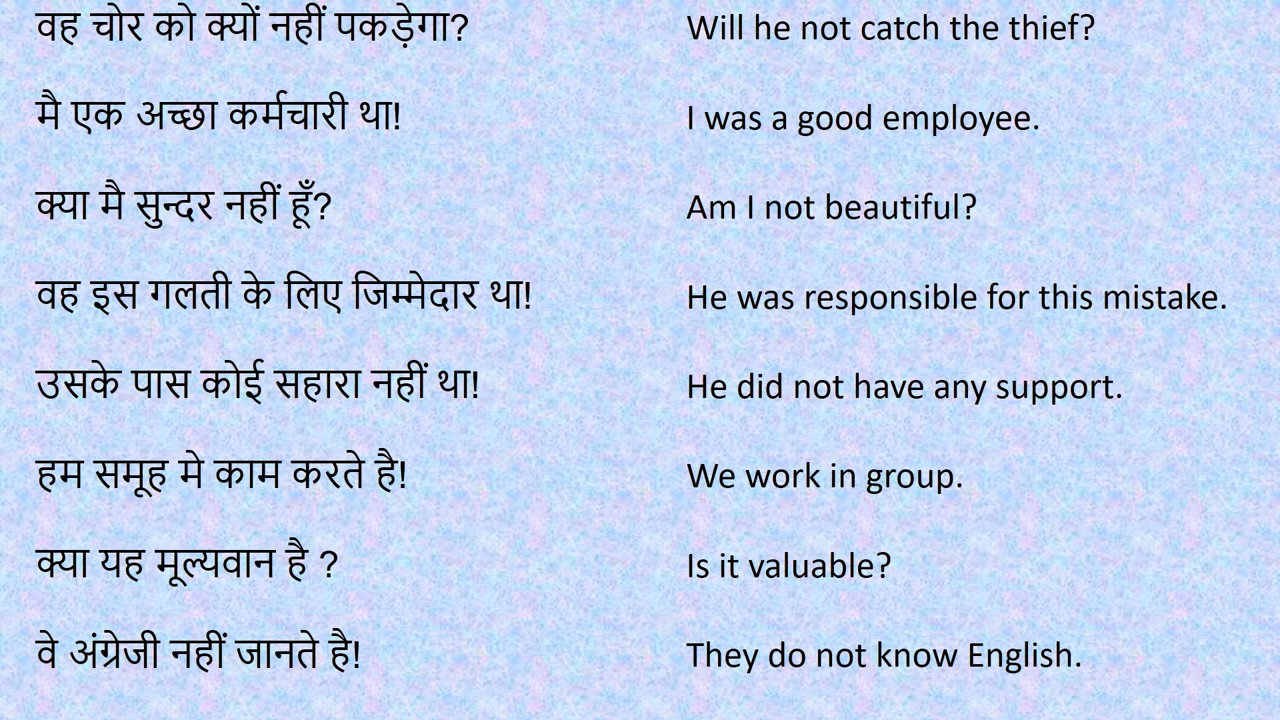 वह चोर को क्यों नहीं पकड़ेगा? Will he not catch the thief?
मै एक अच्छा कर्मचारी था! I was a good employee.
क्या मै सुन्दर नहीं हूँ? Am I not beautiful?
वह इस गलती के लिए जिम्मेदार था! He was responsible for this mistake.
उसके पास कोई सहारा नहीं था! He did not have any support.
हम समूह मे काम करते है! We work in group.
क्या यह मूल्यवान है ? Is it valuable?
वे अंग्रेजी नहीं जानते है! They do not know English.